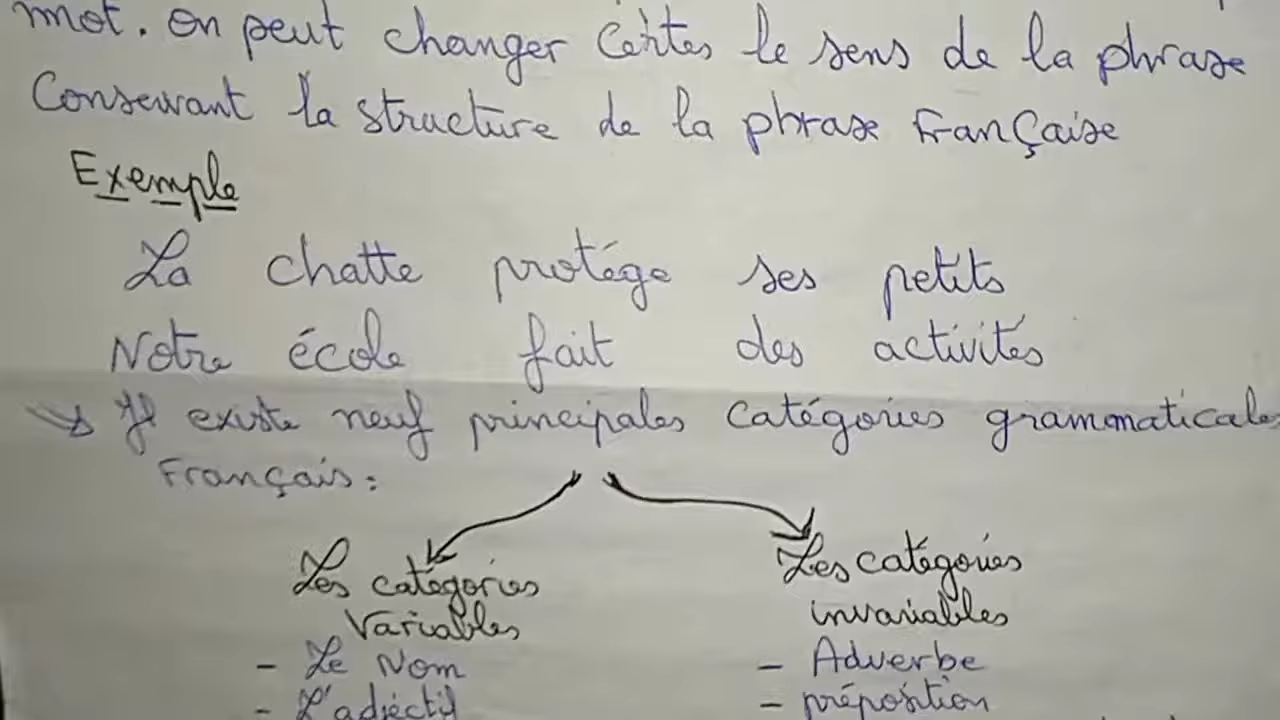 mot. on peut changer Certes le sens de la phrase
Conservant la structure de la phrase Française
Exemple
La chatte protége ses petits
Notre école fait des activités
Il existe neuf principales catégories grammaticales
Français :
Les catégories
Variables
Les catégories
invariables
- Le Nom
- Adverbe
- L'adjéctif
- préposition